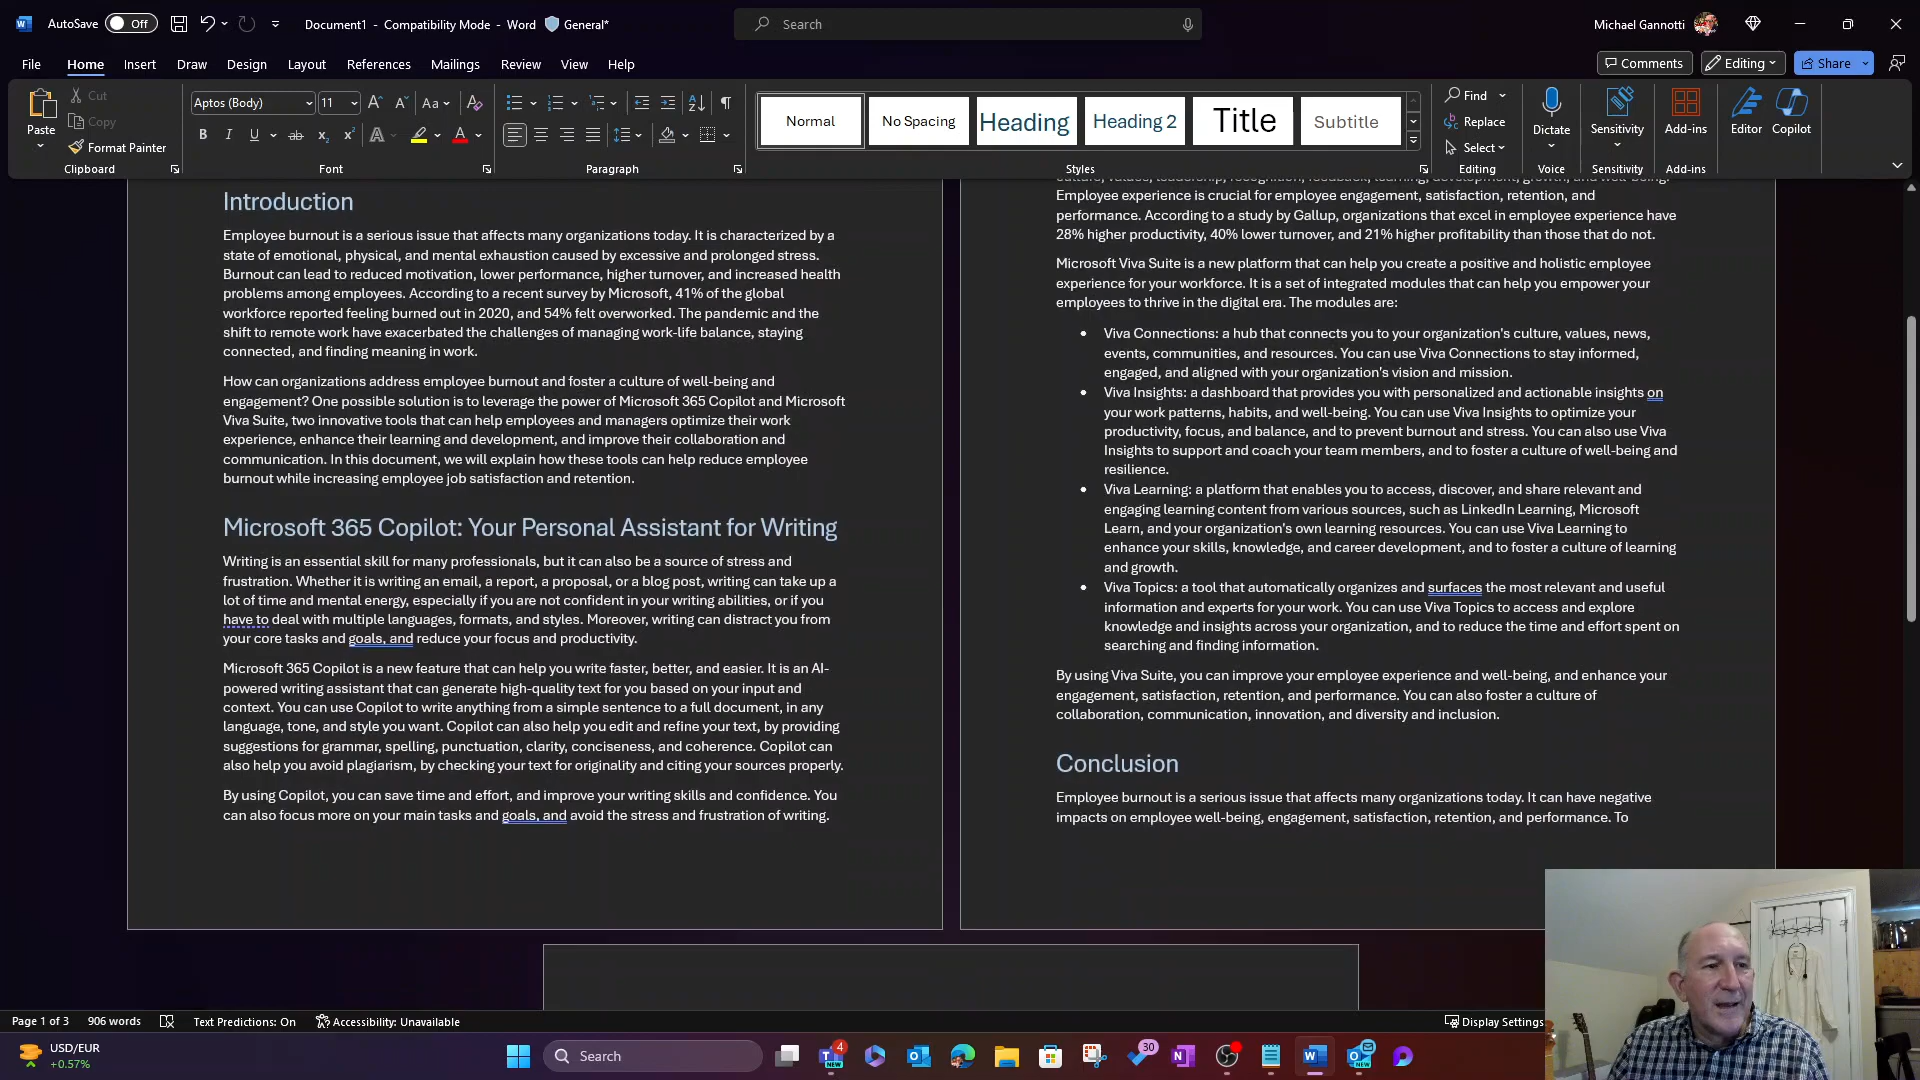 AutoSave Off Document1 - Compatibility Mode - Word General* Search Michael Gannotti
File Home Insert Draw Design Layout References Mailings Review View Help Comments Editing Share
Paste Cut Copy Format Painter
Clipboard
Aptos (Body) 11 Aa
B I U ab x₂ x² A A
Font
Paragraph
Normal No Spacing Heading Heading 2 Title Subtitle
Styles
Find Replace Select
Editing
Dictate
Voice
Sensitivity
Sensitivity
Add-ins
Add-ins
Editor Copilot
Introduction
Employee burnout is a serious issue that affects many organizations today. It is characterized by a
state of emotional, physical, and mental exhaustion caused by excessive and prolonged stress.
Burnout can lead to reduced motivation, lower performance, higher turnover, and increased health
problems among employees. According to a recent survey by Microsoft, 41% of the global
workforce reported feeling burned out in 2020, and 54% felt overworked. The pandemic and the
shift to remote work have exacerbated the challenges of managing work-life balance, staying
connected, and finding meaning in work.
How can organizations address employee burnout and foster a culture of well-being and
engagement? One possible solution is to leverage the power of Microsoft 365 Copilot and Microsoft
Viva Suite, two innovative tools that can help employees and managers optimize their work
experience, enhance their learning and development, and improve their collaboration and
communication. In this document, we will explain how these tools can help reduce employee
burnout while increasing employee job satisfaction and retention.
Microsoft 365 Copilot: Your Personal Assistant for Writing
Writing is an essential skill for many professionals, but it can also be a source of stress and
frustration. Whether it is writing an email, a report, a proposal, or a blog post, writing can take up a
lot of time and mental energy, especially if you are not confident in your writing abilities, or if you
have to deal with multiple languages, formats, and styles. Moreover, writing can distract you from
your core tasks and goals, and reduce your focus and productivity.
Microsoft 365 Copilot is a new feature that can help you write faster, better, and easier. It is an AI-
powered writing assistant that can generate high-quality text for you based on your input and
context. You can use Copilot to write anything from a simple sentence to a full document, in any
language, tone, and style you want. Copilot can also help you edit and refine your text, by providing
suggestions for grammar, spelling, punctuation, clarity, conciseness, and coherence. Copilot can
also help you avoid plagiarism, by checking your text for originality and citing your sources properly.
By using Copilot, you can save time and effort, and improve your writing skills and confidence. You
can also focus more on your main tasks and goals, and avoid the stress and frustration of writing.
culture, values, leadership, recognition, feedback, learning, development, growth, and well-being.
Employee experience is crucial for employee engagement, satisfaction, retention, and
performance. According to a study by Gallup, organizations that excel in employee experience have
28% higher productivity, 40% lower turnover, and 21% higher profitability than those that do not.
Microsoft Viva Suite is a new platform that can help you create a positive and holistic employee
experience for your workforce. It is a set of integrated modules that can help you empower your
employees to thrive in the digital era. The modules are:
• Viva Connections: a hub that connects you to your organization's culture, values, news,
events, communities, and resources. You can use Viva Connections to stay informed,
engaged, and aligned with your organization's vision and mission.
• Viva Insights: a dashboard that provides you with personalized and actionable insights on
your work patterns, habits, and well-being. You can use Viva Insights to optimize your
productivity, focus, and balance, and to prevent burnout and stress. You can also use Viva
Insights to support and coach your team members, and to foster a culture of well-being and
resilience.
• Viva Learning: a platform that enables you to access, discover, and share relevant and
engaging learning content from various sources, such as LinkedIn Learning, Microsoft
Learn, and your organization's own learning resources. You can use Viva Learning to
enhance your skills, knowledge, and career development, and to foster a culture of learning
and growth.
• Viva Topics: a tool that automatically organizes and surfaces the most relevant and useful
information and experts for your work. You can use Viva Topics to access and explore
knowledge and insights across your organization, and to reduce the time and effort spent on
searching and finding information.
By using Viva Suite, you can improve your employee experience and well-being, and enhance your
engagement, satisfaction, retention, and performance. You can also foster a culture of
collaboration, communication, innovation, and diversity and inclusion.
Conclusion
Employee burnout is a serious issue that affects many organizations today. It can have negative
impacts on employee well-being, engagement, satisfaction, retention, and performance. To
Page 1 of 3 906 words Text Predictions: On Accessibility: Unavailable Display Settings
USD/EUR
+0.57%
Search 4 30 NEW NEW